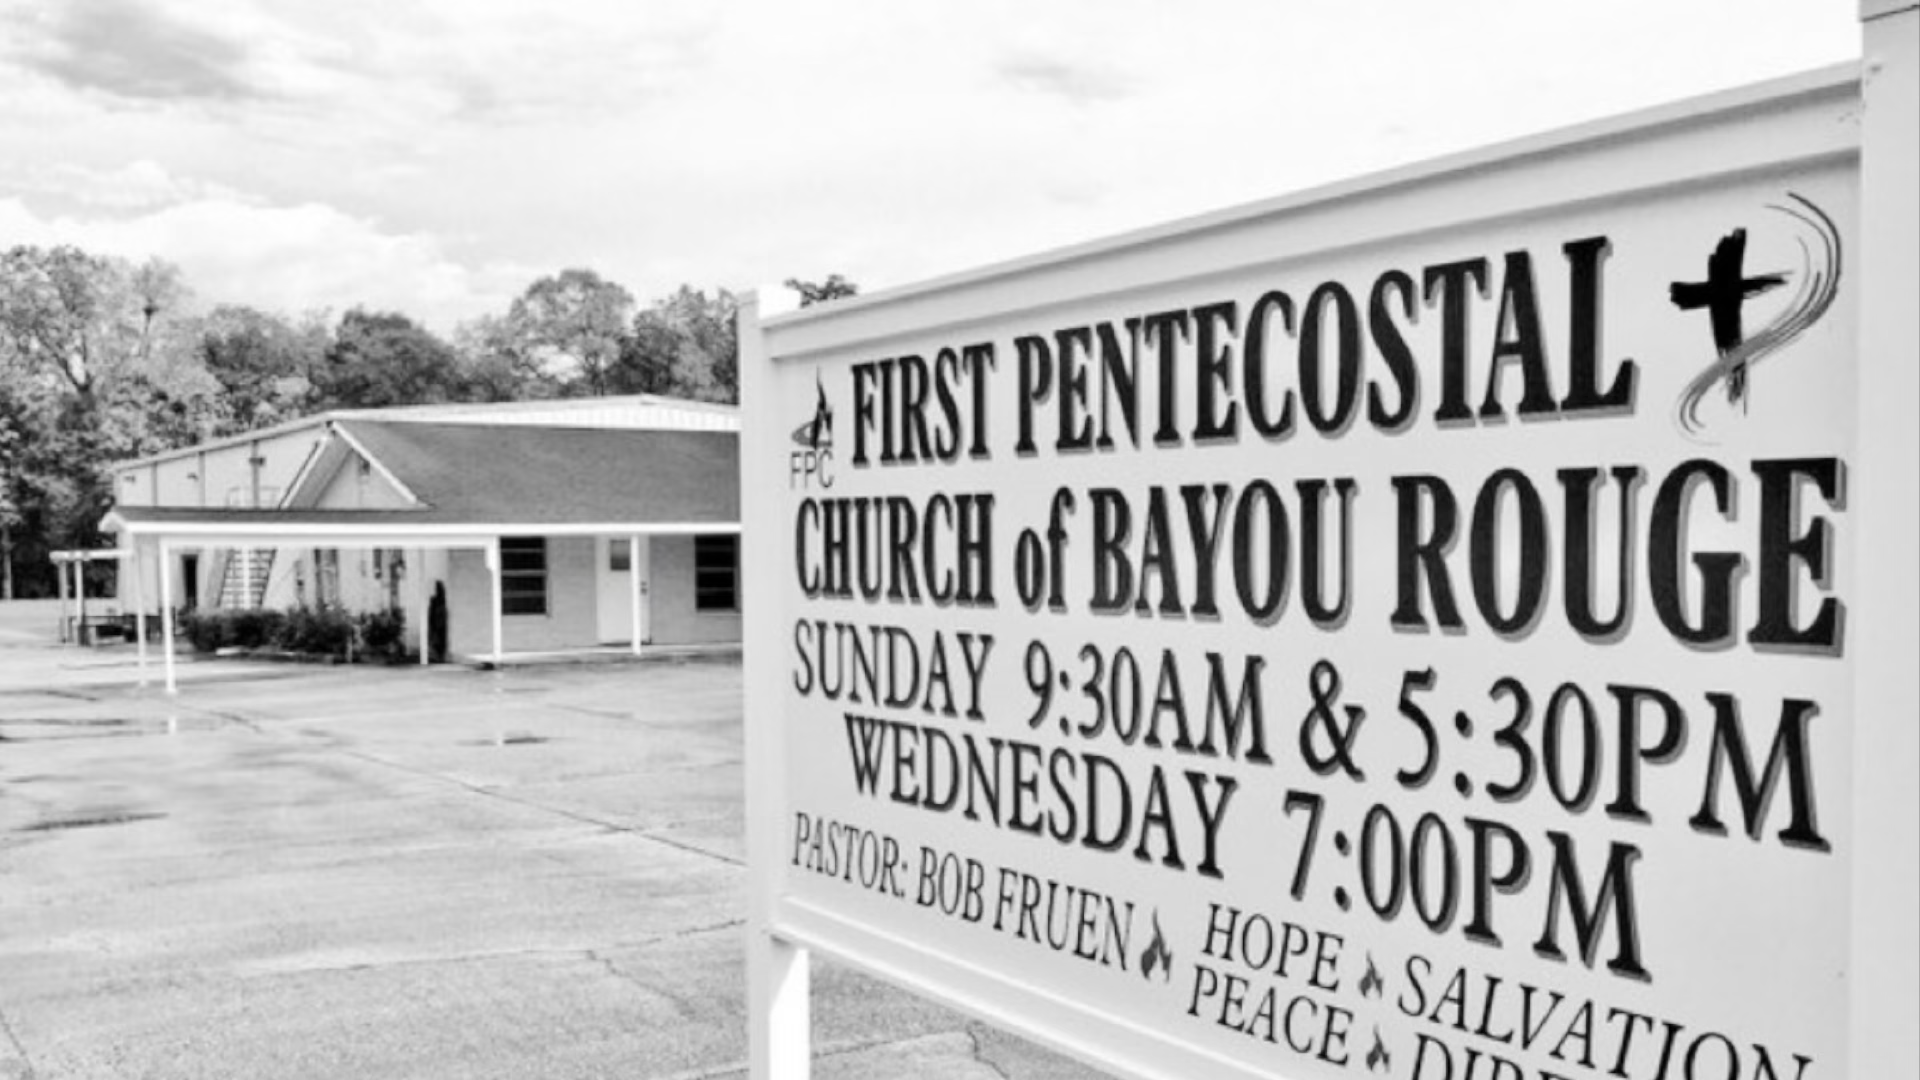 FIRST PENTECOSTAL
FPC
CHURCH of BAYOU ROUGE
SUNDAY 9:30AM & 5:30PM
WEDNESDAY 7:00PM
PASTOR: BOB FRUEN
HOPE SALVATION
PEACE